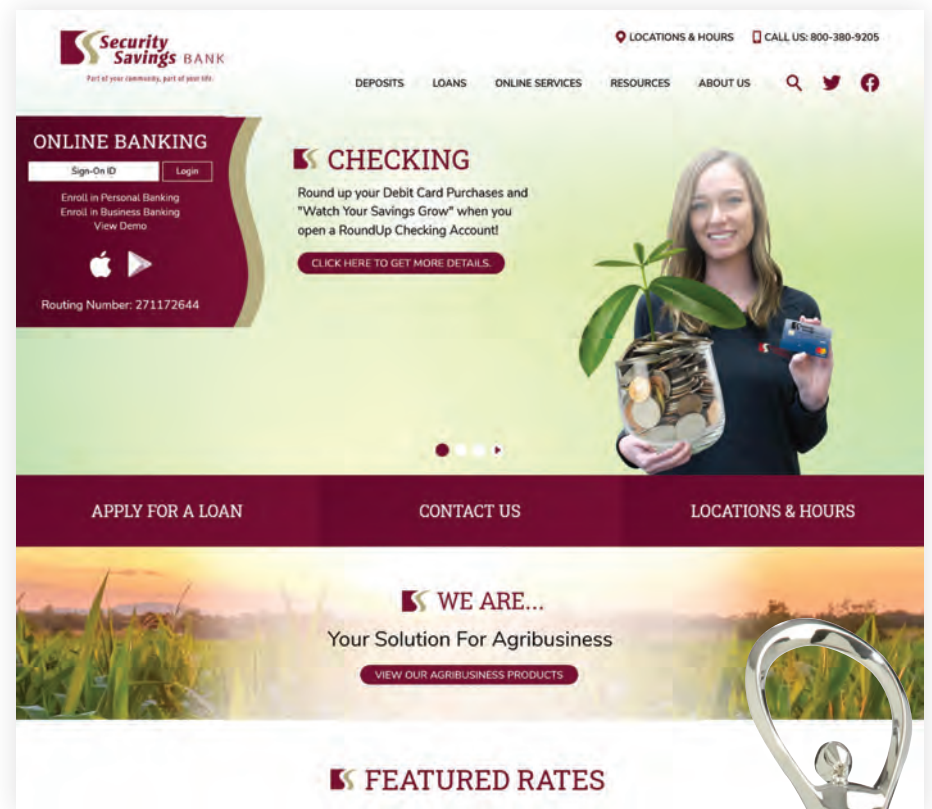 Security
Savings BANK
Part of your community, part of your life.
LOCATIONS & HOURS
CALL US: 800-380-9205
DEPOSITS
LOANS
ONLINE SERVICES
RESOURCES
ABOUT US
ONLINE BANKING
Sign-On ID
Login
Enroll in Personal Banking
Enroll in Business Banking
View Demo
Routing Number: 271172644
CHECKING
Round up your Debit Card Purchases and
"Watch Your Savings Grow" when you
open a RoundUp Checking Account!
CLICK HERE TO GET MORE DETAILS.
APPLY FOR A LOAN
CONTACT US
LOCATIONS & HOURS
WE ARE...
Your Solution For Agribusiness
VIEW OUR AGRIBUSINESS PRODUCTS
FEATURED RATES